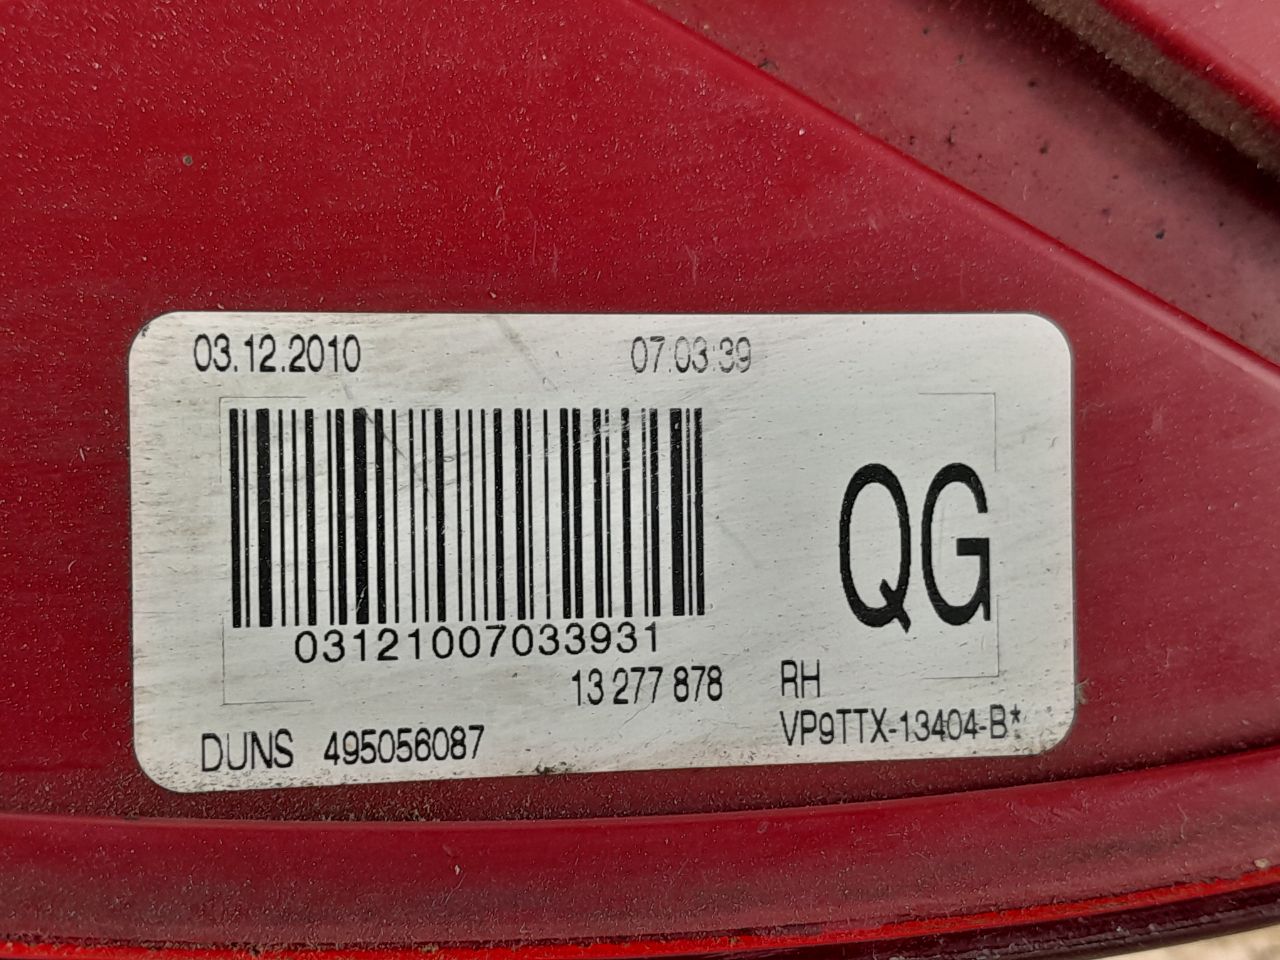 03.12.2010 07:03:39
QG
03121007033931
13 277 878 RH
DUNS 495056087 VP9TTX-13404-B*